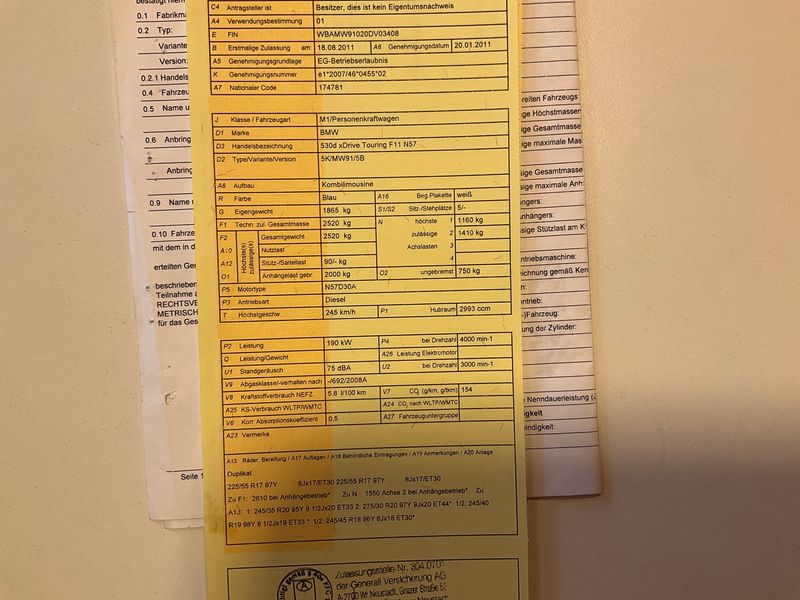 0.1 Fabrikm
0.2 Typ:
Variante
Version:
0.2.1 Handels
0.4 Fahrzeu
0.5 Name u
0.6 Anbring
Anbring
0.9 Name u
0.10 Fahrze
mit dem in d
erteilten Ger
beschrieben
Teilnahme a
RECHTSVE
METRISCH
für das Ges
Seite 1
C4 Antragsteller ist: Besitzer, dies ist kein Eigentumsnachweis
A4 Verwendungsbestimmung 01
E FIN WBAMW91020DV03408
B Erstmalige Zulassung am: 18.08.2011 A6 Genehmigungsdatum 20.01.2011
A5 Genehmigungsgrundlage EG-Betriebserlaubnis
K Genehmigungsnummer e1*2007/46*0455*02
A7 Nationaler Code 174781
J Klasse / Fahrzeugart M1/Personenkraftwagen
D1 Marke BMW
D3 Handelsbezeichnung 530d xDrive Touring F11 N57
D2 Type/Variante/Version 5K/MW91/5B
A8 Aufbau Kombilimousine
R Farbe Blau A16 Beg.Plakette weiß
G Eigengewicht 1865 kg S1/S2 Sitz-/Stehplätze 5/-
F1 Techn. zul. Gesamtmasse 2520 kg N höchste 1 1160 kg
F2 Höchste(s) zulässige(s) Gesamtgewicht 2520 kg zulässige 2 1410 kg
A10 Nutzlast Achslasten 3
A12 Stütz-/Sattellast 90/- kg 4
O1 Anhängelast gebr. 2000 kg O2 ungebremst 750 kg
P5 Motortype N57D30A
P3 Antriebsart Diesel
T Höchstgeschw. 245 km/h P1 Hubraum 2993 ccm
P2 Leistung 190 kW P4 bei Drehzahl 4000 min-1
Q Leistung/Gewicht A26 Leistung Elektromotor
U1 Standgeräusch 75 dBA U2 bei Drehzahl 3000 min-1
V9 Abgasklasse/-verhalten nach -/692/2008A
V8 Kraftstoffverbrauch NEFZ 5,8 l/100 km V7 CO2 (g/km, g/tkm) 154
A25 KS-Verbrauch WLTP/WMTC A24 CO2 nach WLTP/WMTC
V6 Korr. Absorptionskoeffizient 0,5 A27 Fahrzeuguntergruppe
A23 Vermerke
A13 Räder, Bereifung / A17 Auflagen / A18 Behördliche Eintragungen / A19 Anmerkungen / A20 Anlage
Duplikat
225/55 R17 97Y 8Jx17/ET30 225/55 R17 97Y 8Jx17/ET30
Zu F1: 2610 bei Anhängebetrieb* Zu N : 1550 Achse 2 bei Anhängebetrieb* Zu
A1J: 1: 245/35 R20 95Y 8 1/2Jx20 ET33 2: 275/30 R20 97Y 9Jx20 ET44* 1/2: 245/40
R19 98Y 8 1/2Jx19 ET33 * 1/2: 245/45 R18 96Y 8Jx18 ET30*
Zulassungsstelle-Nr. 304.070
der Generali Versicherung AG
A-2700 Wr. Neustadt, Grazer Straße
reiten Fahrzeugs
ige Höchstmassen
sige Gesamtmasse
sige maximale Mas
sige Gesamtmasse
sige maximale Anh
ängers:
nhängers:
ssige Stützlast am K
ntriebsmaschine:
chnung gemäß Ken
ntrieb:
-)Fahrzeug:
ung der Zylinder:
e Nenndauerleistung (
igkeit
windigkeit: